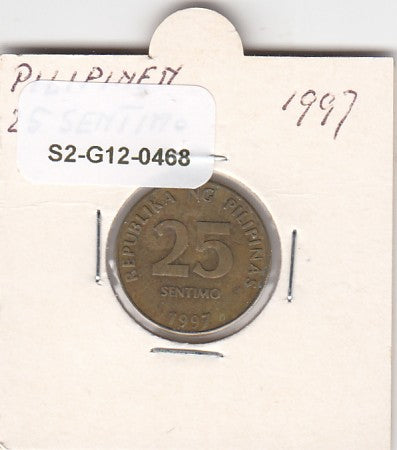 PILIPINEN
25 SENTIMO
1997
S2-G12-0468
REPUBLIKA NG PILIPINAS
25
SENTIMO
1997